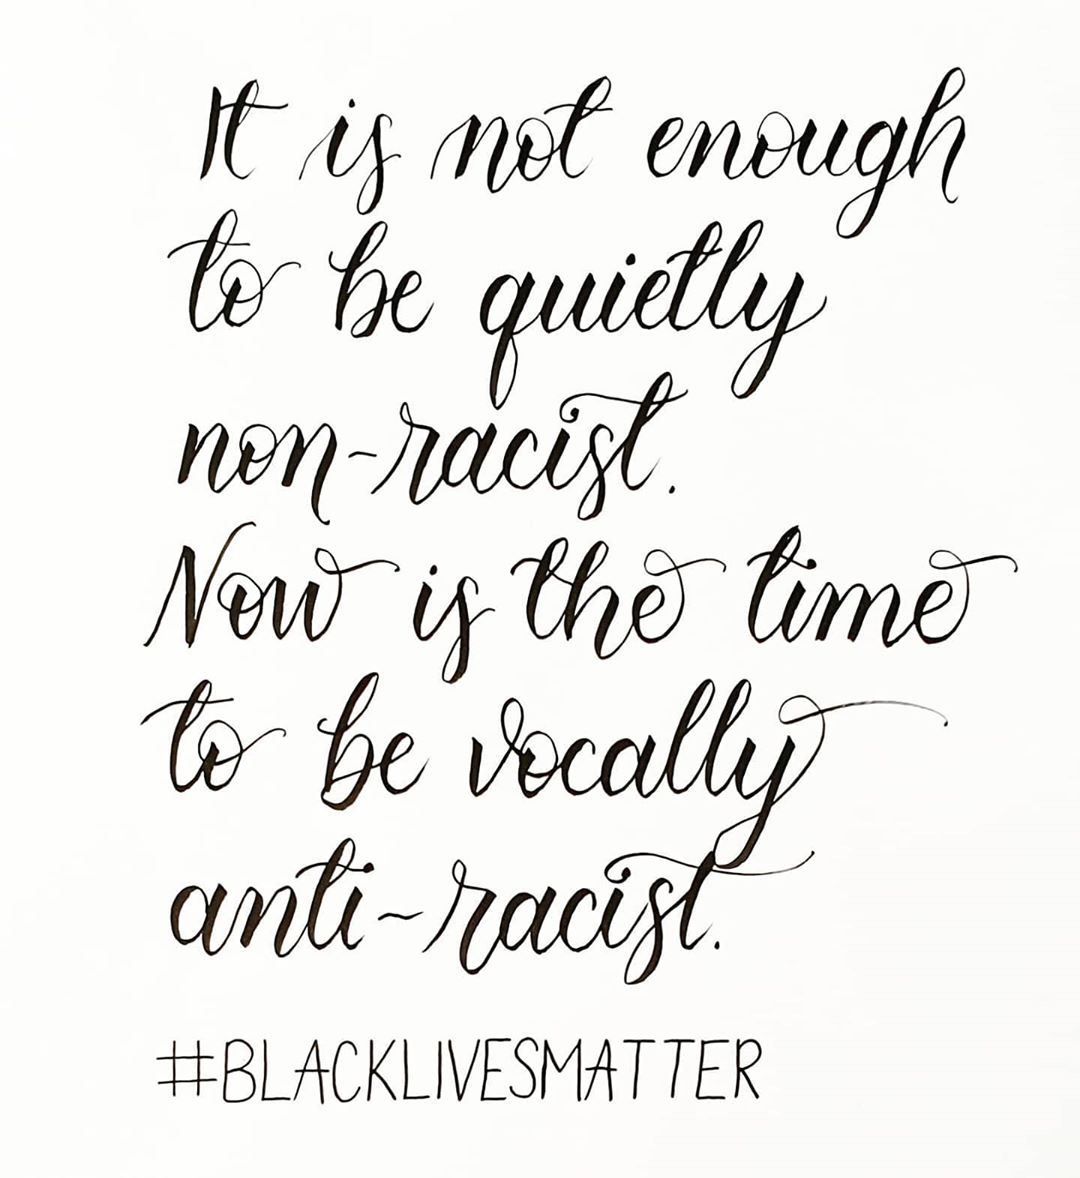 It is not enough
to be quietly
non-racist.
Now is the time
to be vocally
anti-racist.
#BLACKLIVESMATTER